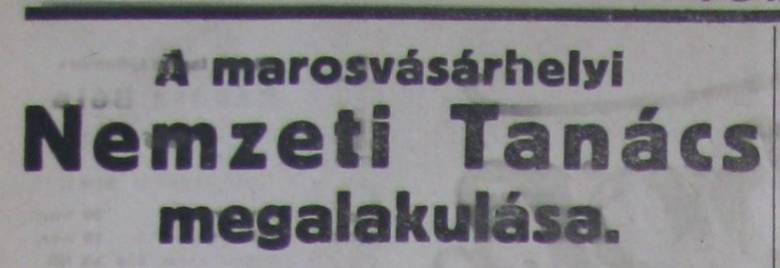 A marosvásárhelyi
Nemzeti Tanács
megalakulása.